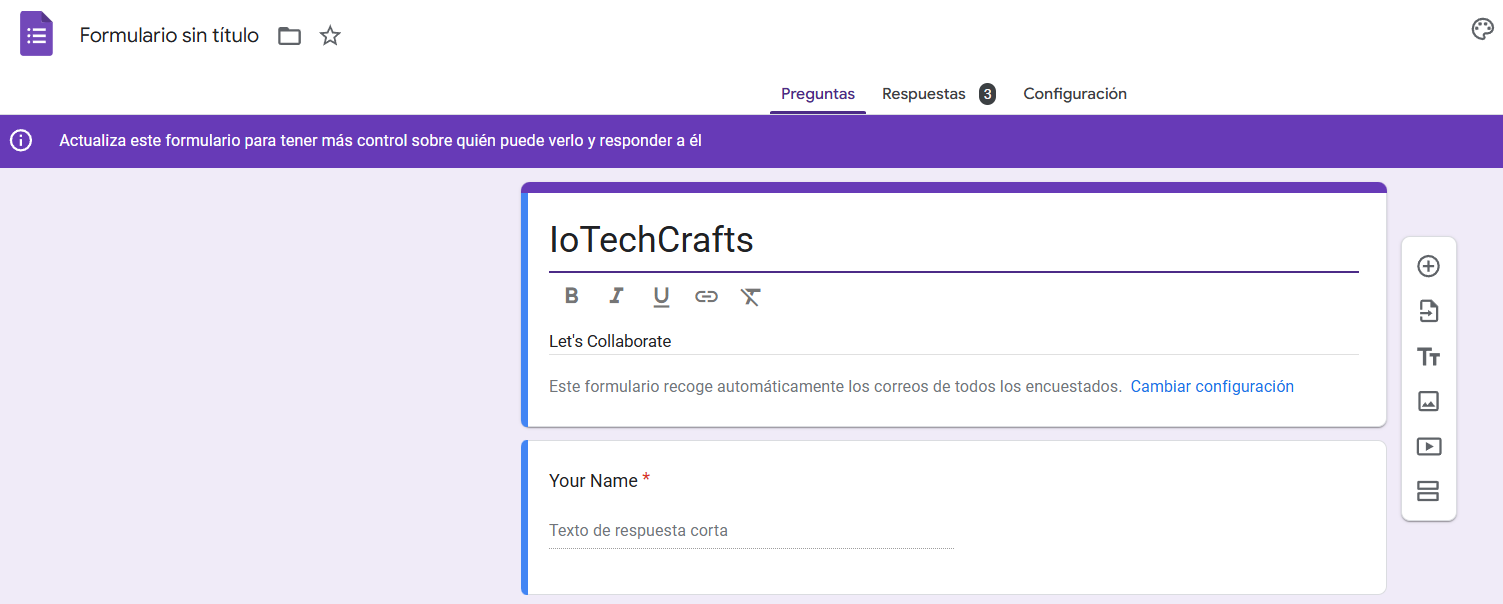 Formulario sin título
Preguntas Respuestas 3 Configuración
Actualiza este formulario para tener más control sobre quién puede verlo y responder a él
IoTechCrafts
B I U
Let's Collaborate
Este formulario recoge automáticamente los correos de todos los encuestados. Cambiar configuración
Your Name *
Texto de respuesta corta